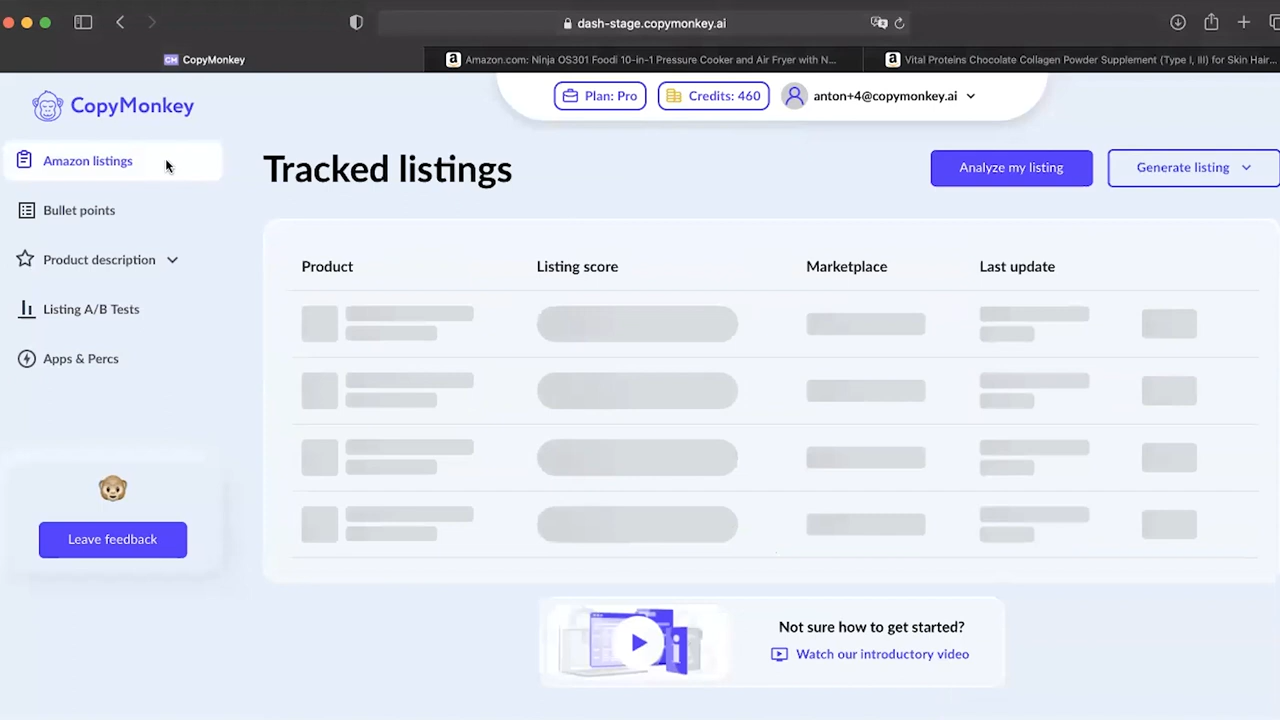 dash-stage.copymonkey.ai
CH CopyMonkey
a Amazon.com: Ninja OS301 Foodi 10-in-1 Pressure Cooker and Air Fryer with N...
a Vital Proteins Chocolate Collagen Powder Supplement (Type I, III) for Skin Hair...
CopyMonkey
Plan: Pro
Credits: 460
anton+4@copymonkey.ai
Amazon listings
Bullet points
Product description
Listing A/B Tests
Apps & Percs
Leave feedback
Tracked listings
Analyze my listing
Generate listing
Product Listing score Marketplace Last update
Not sure how to get started?
Watch our introductory video